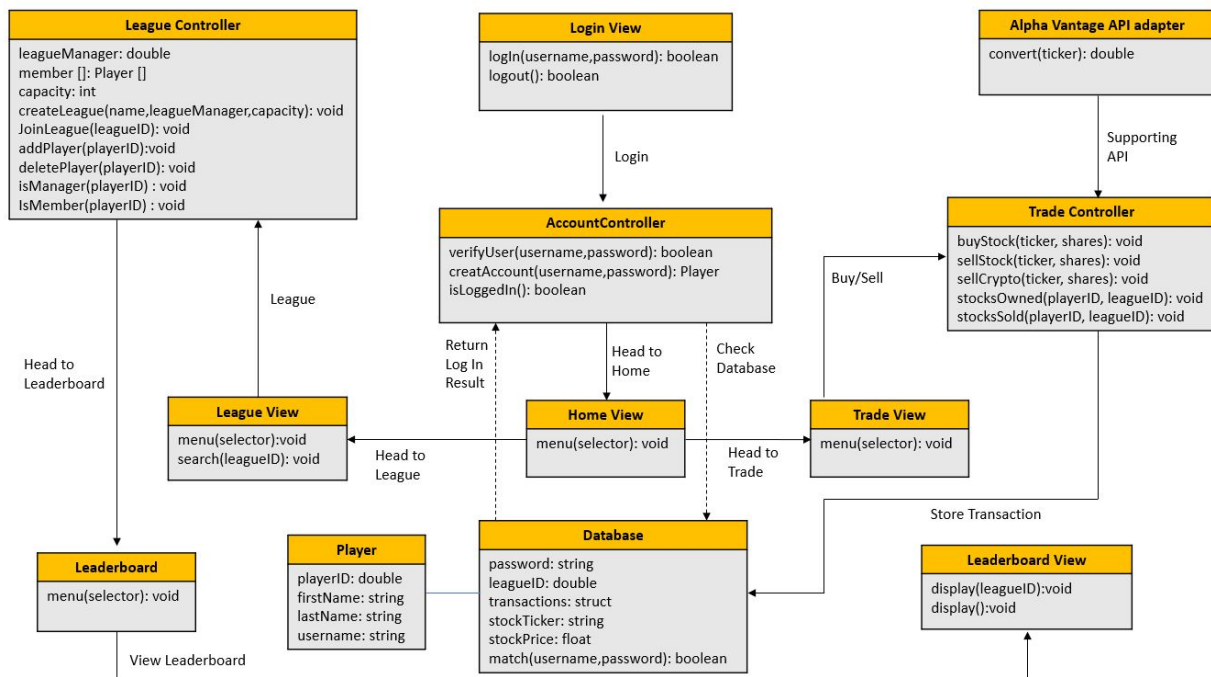 League Controller
leagueManager: double
member []: Player []
capacity: int
createLeague(name,leagueManager,capacity): void
JoinLeague(leagueID): void
addPlayer(playerID):void
deletePlayer(playerID): void
isManager(playerID) : void
IsMember(playerID) : void
Login View
logIn(username,password): boolean
logout(): boolean
Alpha Vantage API adapter
convert(ticker): double
Login
Supporting
API
AccountController
verifyUser(username,password): boolean
creatAccount(username,password): Player
isLoggedIn(): boolean
Trade Controller
buyStock(ticker, shares): void
sellStock(ticker, shares): void
sellCrypto(ticker, shares): void
stocksOwned(playerID, leagueID): void
stocksSold(playerID, leagueID): void
League
Buy/Sell
Head to
Leaderboard
Return
Log In
Result
Head to
Home
Check
Database
League View
menu(selector):void
search(leagueID): void
Home View
menu(selector): void
Trade View
menu(selector): void
Head to
League
Head to
Trade
Store Transaction
Leaderboard
menu(selector): void
Player
playerID: double
firstName: string
lastName: string
username: string
Database
password: string
leagueID: double
transactions: struct
stockTicker: string
stockPrice: float
match(username,password): boolean
Leaderboard View
display(leagueID):void
display():void
View Leaderboard